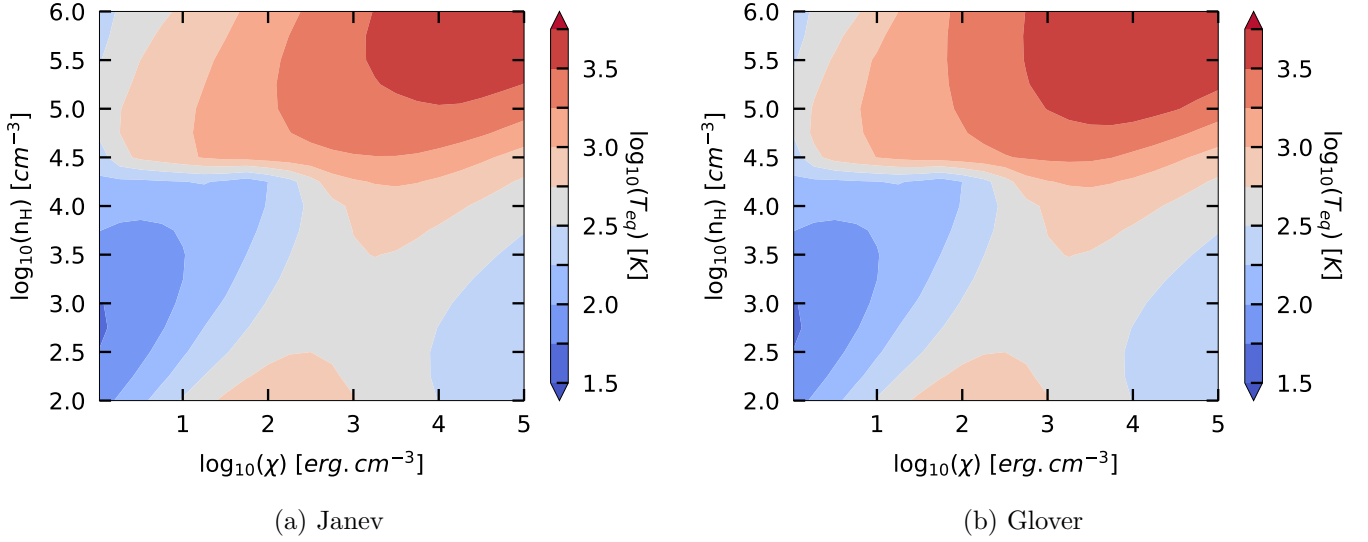 6.0
5.5
5.0
4.5
4.0
3.5
3.0
2.5
2.0
log₁₀(n_H) [cm⁻³]
1 2 3 4 5
log₁₀(χ) [erg.cm⁻³]
3.5
3.0
2.5
2.0
1.5
log₁₀(T_eq) [K]
(a) Janev
6.0
5.5
5.0
4.5
4.0
3.5
3.0
2.5
2.0
log₁₀(n_H) [cm⁻³]
1 2 3 4 5
log₁₀(χ) [erg.cm⁻³]
3.5
3.0
2.5
2.0
1.5
log₁₀(T_eq) [K]
(b) Glover